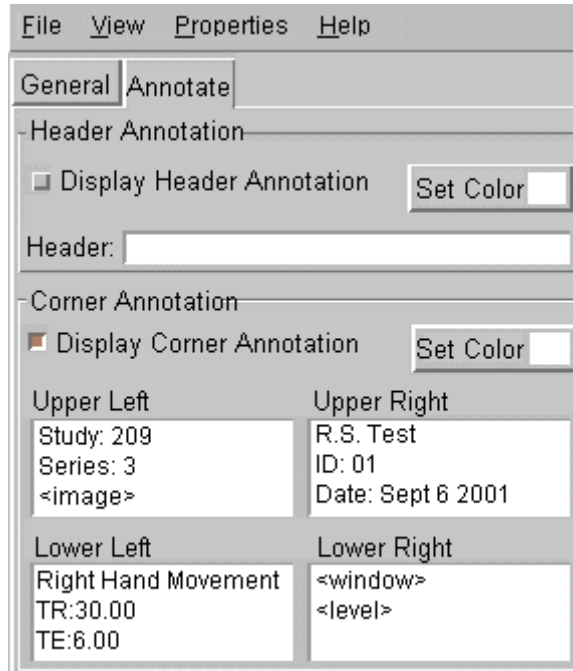 File View Properties Help
General Annotate
Header Annotation
Display Header Annotation Set Color
Header:
Corner Annotation
Display Corner Annotation Set Color
Upper Left Upper Right
Study: 209 R.S. Test
Series: 3 ID: 01
<image> Date: Sept 6 2001
Lower Left Lower Right
Right Hand Movement <window>
TR:30.00 <level>
TE:6.00